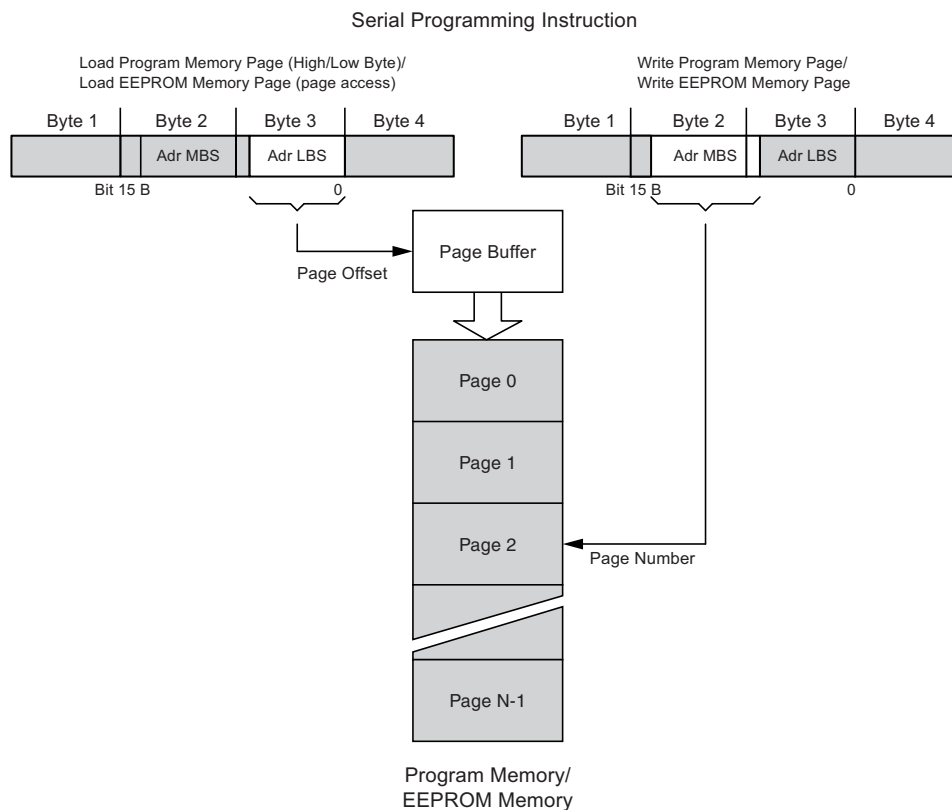 Serial Programming Instruction
Load Program Memory Page (High/Low Byte)/
Load EEPROM Memory Page (page access)
Byte 1 Byte 2 Byte 3 Byte 4
Adr MBS Adr LBS
Bit 15 B 0
Write Program Memory Page/
Write EEPROM Memory Page
Byte 1 Byte 2 Byte 3 Byte 4
Adr MBS Adr LBS
Bit 15 B 0
Page Offset
Page Buffer
Page 0
Page 1
Page 2
Page Number
Page N-1
Program Memory/
EEPROM Memory